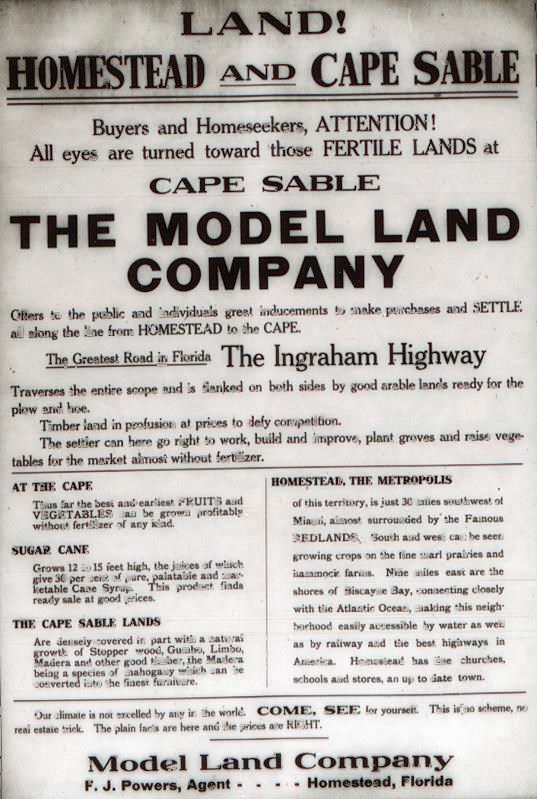 LAND!
HOMESTEAD AND CAPE SABLE
Buyers and Homeseekers, ATTENTION!
All eyes are turned toward those FERTILE LANDS at
CAPE SABLE
THE MODEL LAND
COMPANY
Offers to the public and individuals great inducements to make purchases and SETTLE
all along the line from HOMESTEAD to the CAPE.
The Greatest Road in Florida The Ingraham Highway
Traverses the entire scope and is flanked on both sides by good arable lands ready for the
plow and hoe.
Timber land in profusion at prices to defy competition.
The settler can here go right to work, build and improve, plant groves and raise vege-
tables for the market almost without fertilizer.
AT THE CAPE
Thus far the best and earliest FRUITS and
VEGETABLES can be grown profitably
without fertilizer of any kind.
SUGAR CANE
Grows 12 to 15 feet high, the juices of which
give 30 per cent of pure, palatable and mar-
ketable Cane Syrup. This product finds
ready sale at good prices.
THE CAPE SABLE LANDS
Are densely covered in part with a natural
growth of Stopper wood, Gumbo, Limbo,
Madera and other good timber, the Madera
being a species of mahogany which can be
converted into the finest furniture.
HOMESTEAD, THE METROPOLIS
of this territory, is just 30 miles southwest of
Miami, almost surrounded by the Famous
REDLANDS. South and west can be seen
growing crops on the fine marl prairies and
hammock farms. Nine miles east are the
shores of Biscayne Bay, connecting closely
with the Atlantic Ocean, making this neigh-
borhood easily accessible by water as well
as by railway and the best highways in
America. Homestead has the churches,
schools and stores, an up to date town.
Our climate is not excelled by any in the world. COME, SEE for yourself. This is no scheme, no
real estate trick. The plain facts are here and the prices are RIGHT.
Model Land Company
F. J. Powers, Agent - - - - Homestead, Florida